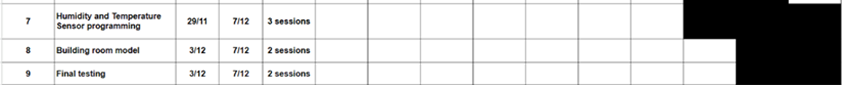 7 Humidity and Temperature Sensor programming 29/11 7/12 3 sessions
8 Building room model 3/12 7/12 2 sessions
9 Final testing 3/12 7/12 2 sessions